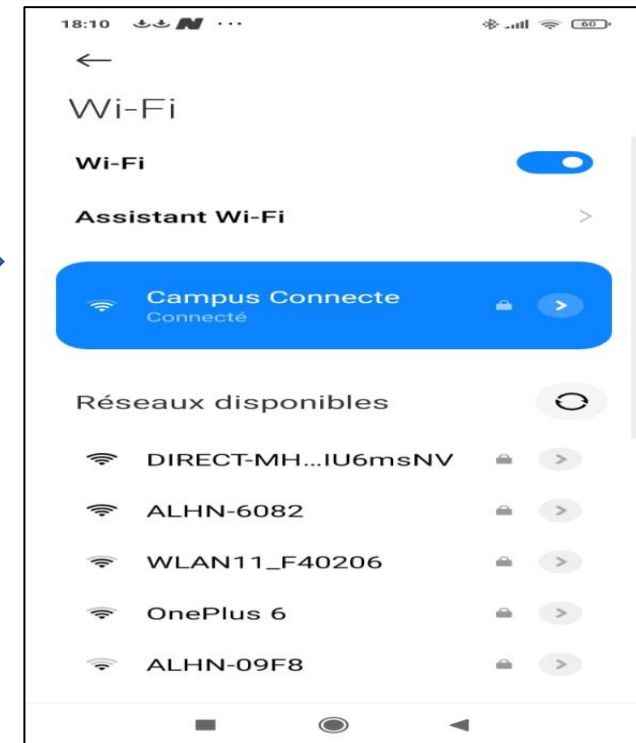 18:10 ...
60
Wi-Fi
Wi-Fi
Assistant Wi-Fi
Campus Connecte
Connecté
Réseaux disponibles
DIRECT-MH...IU6msNV
ALHN-6082
WLAN11_F40206
OnePlus 6
ALHN-09F8